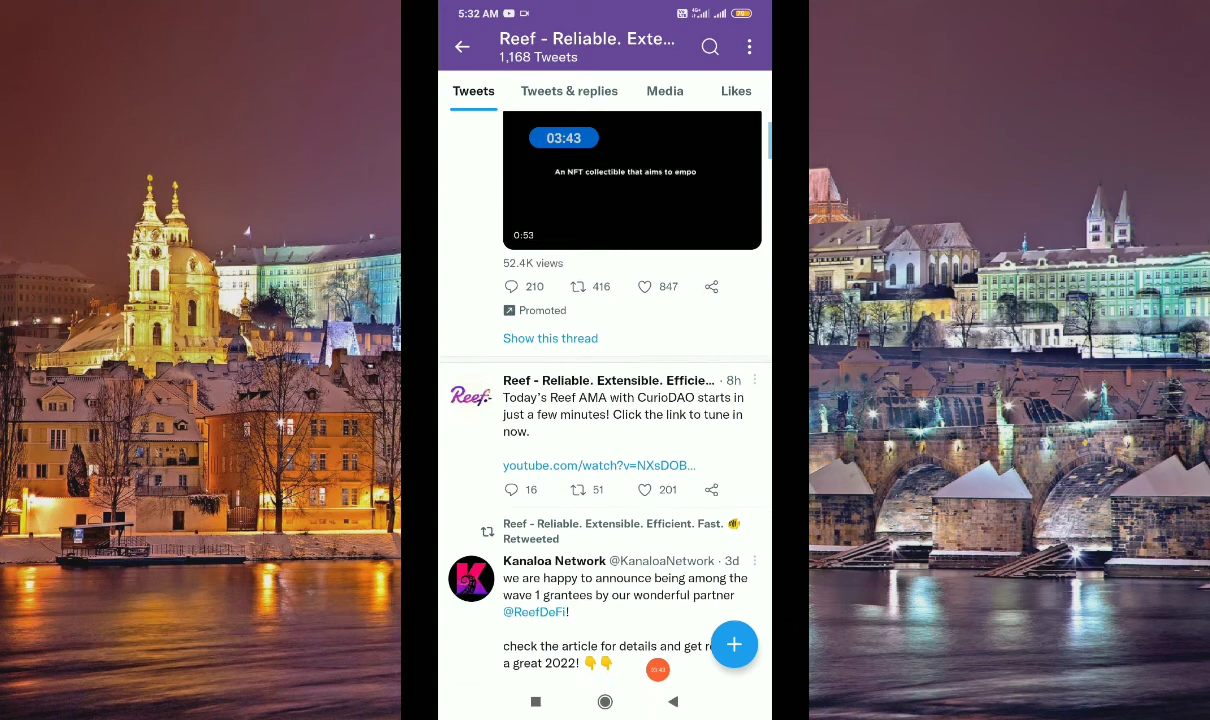 5:32 AM
Reef - Reliable. Exte...
1,168 Tweets
Tweets
Tweets & replies
Media
Likes
03:43
An NFT collectible that aims to empo
0:53
52.4K views
210
416
847
Promoted
Show this thread
Reef
Reef - Reliable. Extensible. Efficie... · 8h
Today's Reef AMA with CurioDAO starts in
just a few minutes! Click the link to tune in
now.
youtube.com/watch?v=NXsDOB...
16
51
201
Reef - Reliable. Extensible. Efficient. Fast. 🐠
Retweeted
Kanaloa Network @KanaloaNetwork · 3d
we are happy to announce being among the
wave 1 grantees by our wonderful partner
@ReefDeFi!
check the article for details and get
a great 2022! 👇👇
03:43